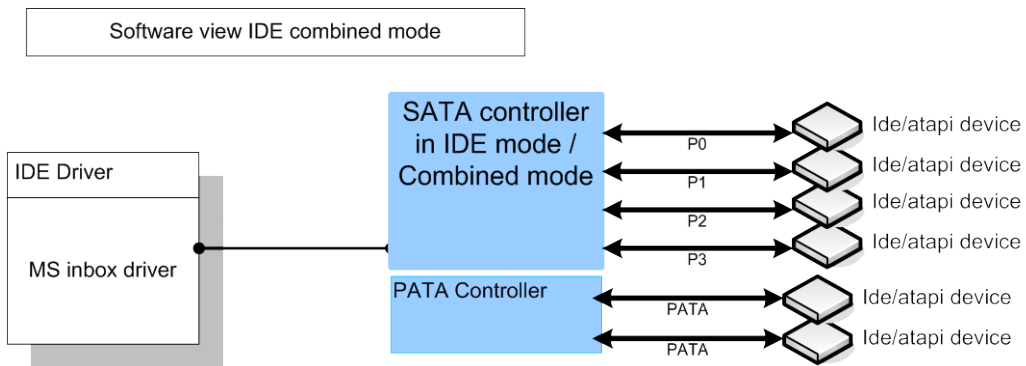 Software view IDE combined mode
IDE Driver
MS inbox driver
SATA controller
in IDE mode /
Combined mode
P0
P1
P2
P3
Ide/atapi device
Ide/atapi device
Ide/atapi device
Ide/atapi device
PATA Controller
PATA
PATA
Ide/atapi device
Ide/atapi device